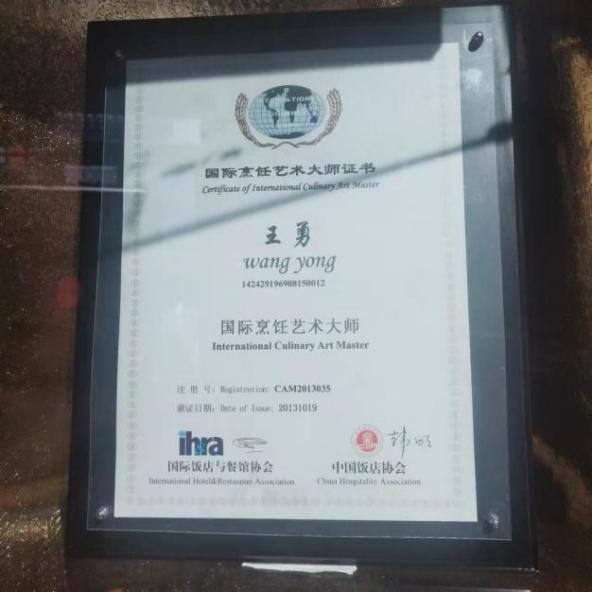 国际烹饪艺术大师证书
Certificate of International Culinary Art Master
王勇
wang yong
142429196908150012
国际烹饪艺术大师
International Culinary Art Master
注册号: Registration: CAM2013035
颁证日期: Date of Issue: 20131019
ihra
国际饭店与餐馆协会
International Hotel&Restaurant Association
中国饭店协会
China Hospitality Association